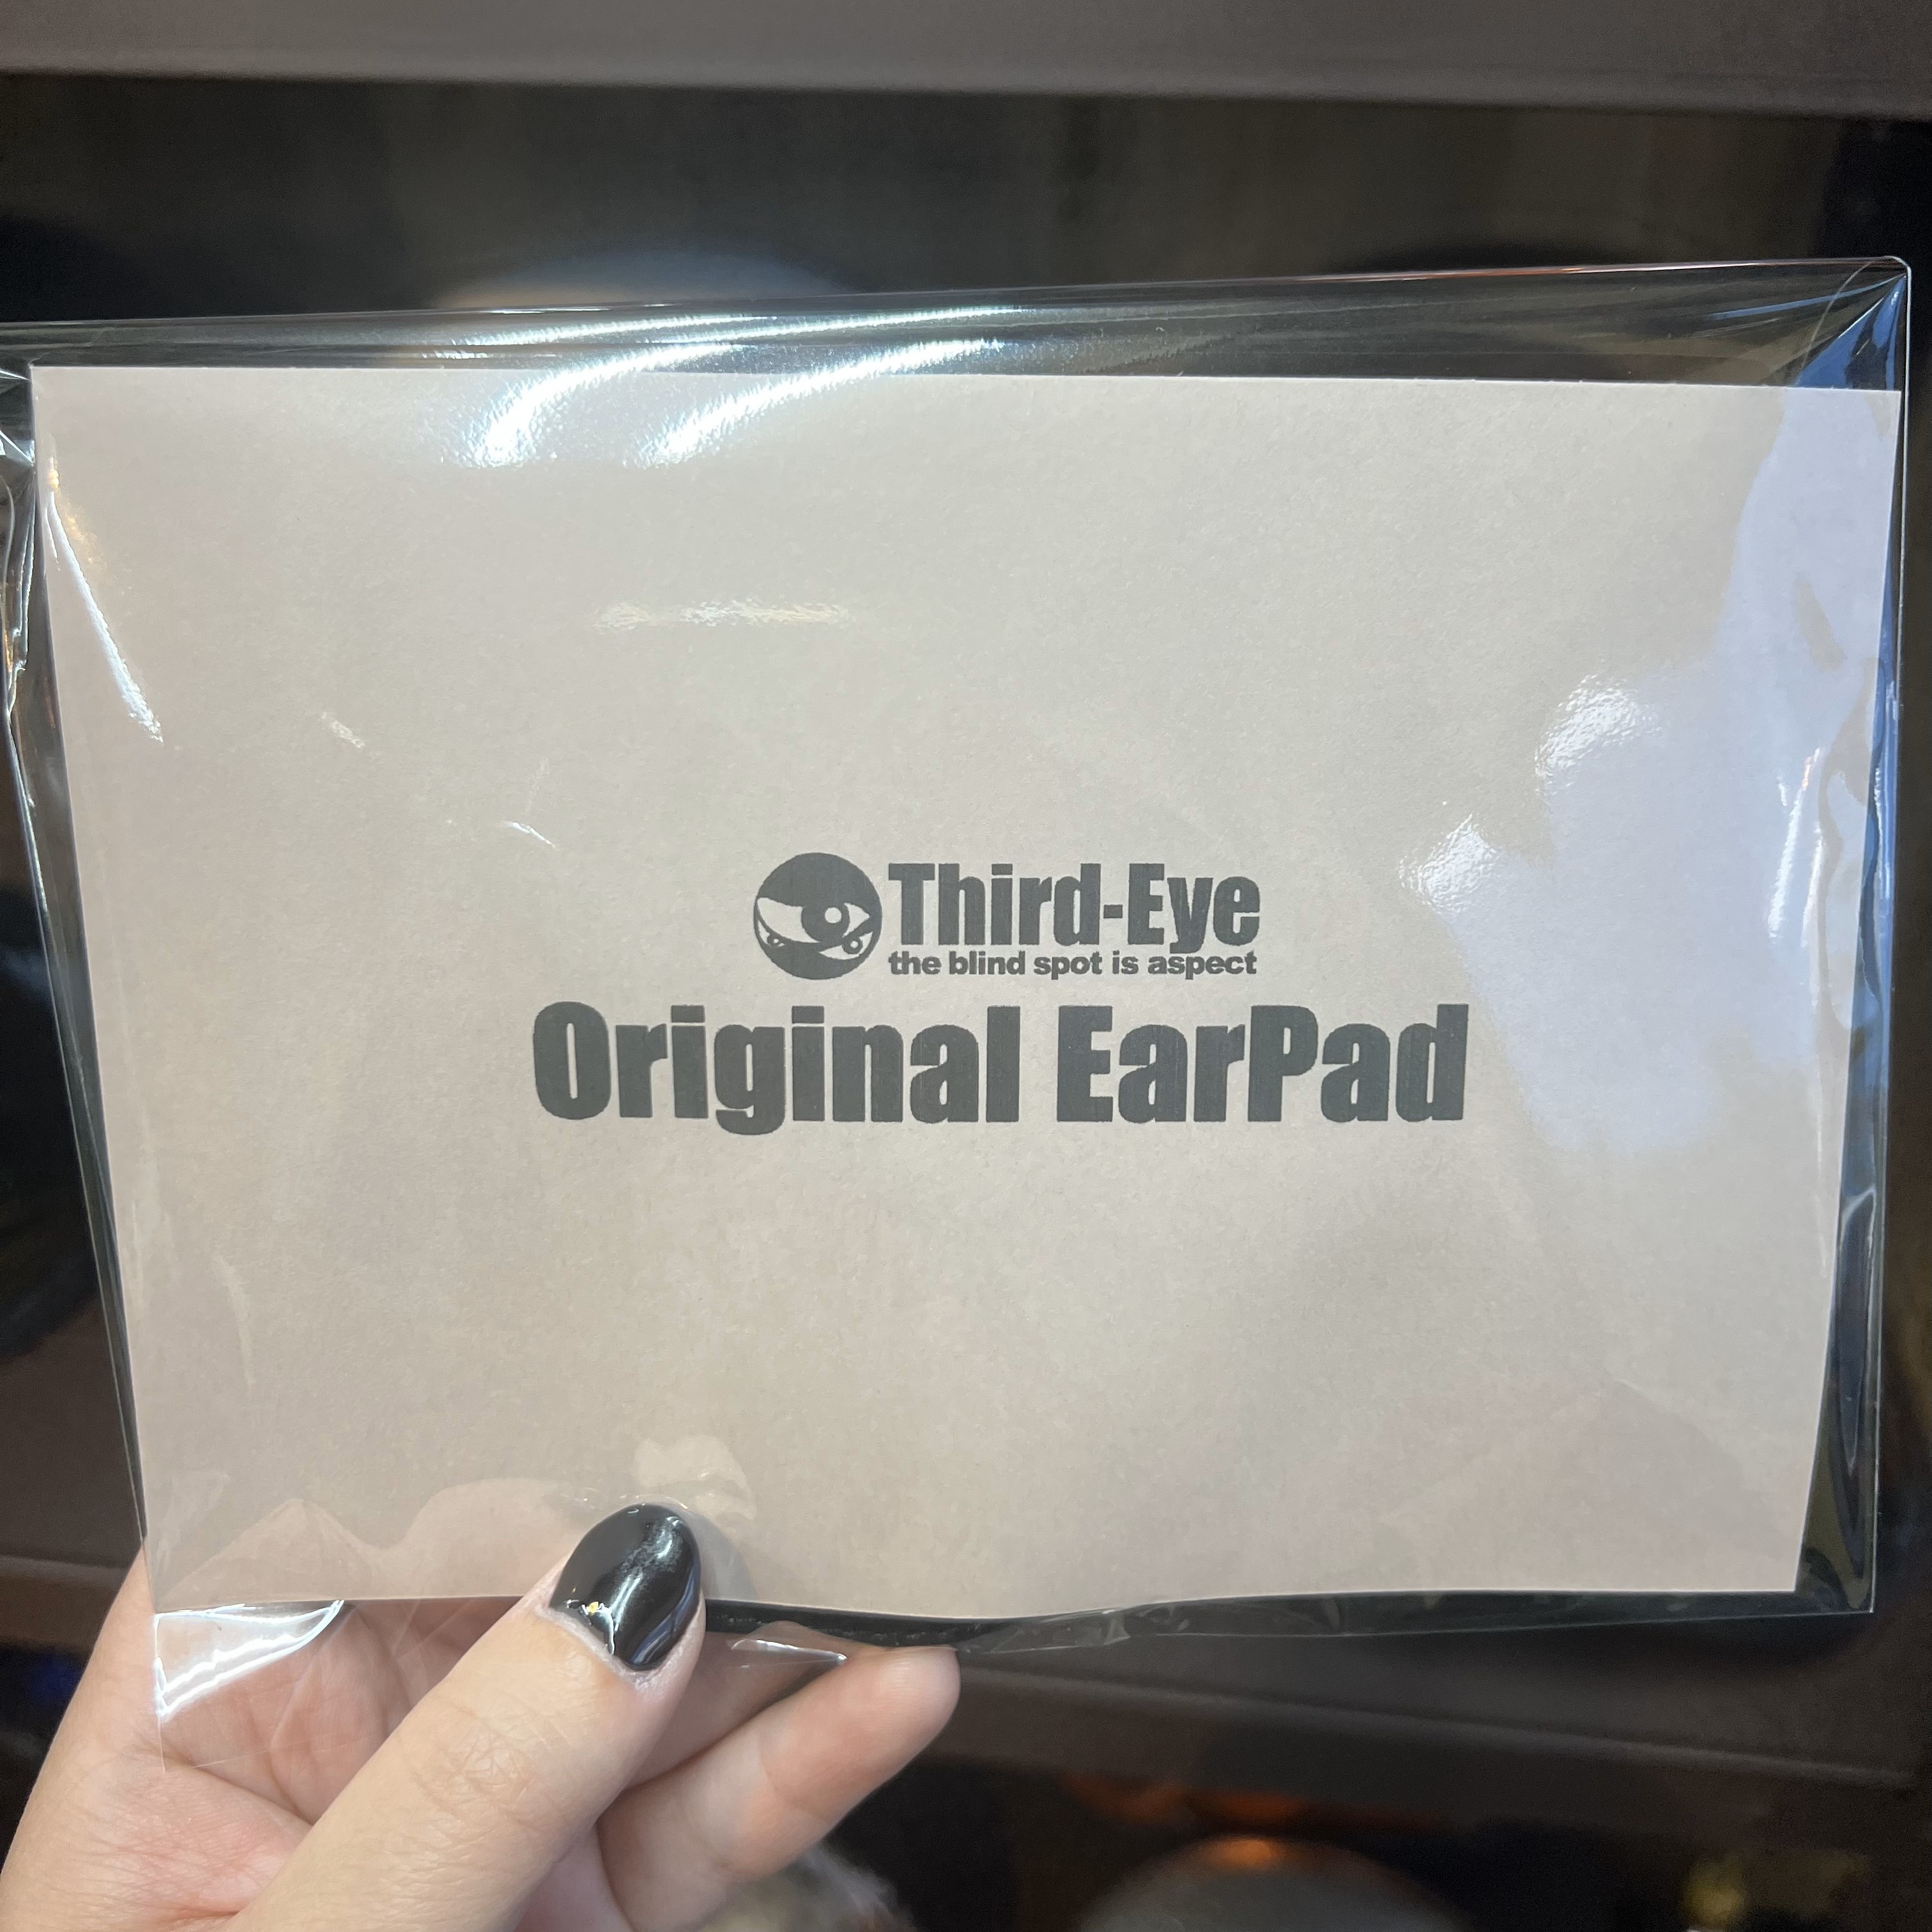 Third-Eye
the blind spot is aspect
Original EarPad